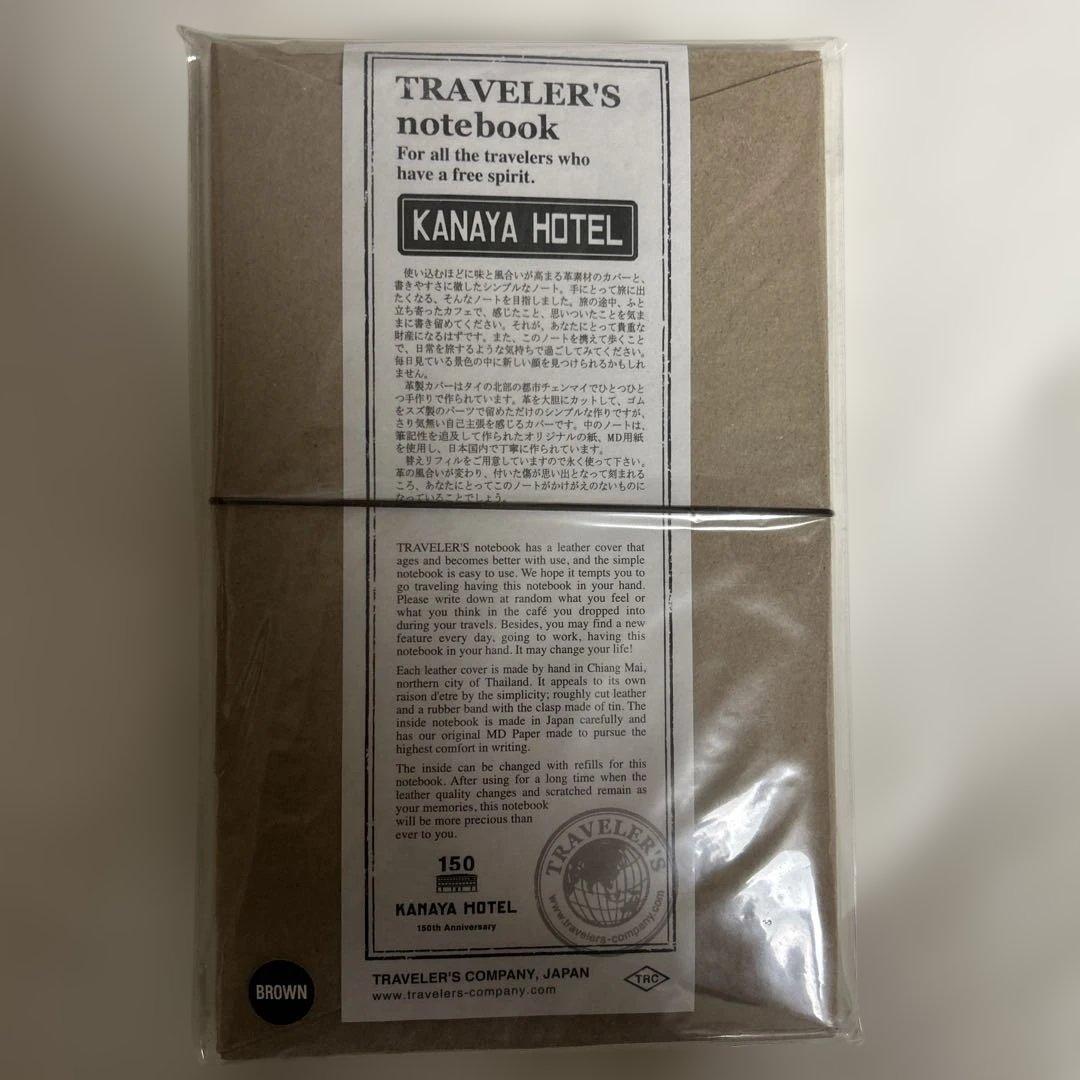 TRAVELER'S
notebook
For all the travelers who
have a free spirit.
KANAYA HOTEL
使い込むほどに味と風合いが高まる革素材のカバーと、
書きやすさに徹したシンプルなノート。手にとって旅に出
たくなる、そんなノートを目指しました。旅の途中、ふと
立ち寄ったカフェで、感じたこと、思いついたことを気ま
まに書き留めてください。それが、あなたにとって貴重な
財産になるはずです。また、このノートを携えて歩くこと
で、日常を旅するような気持ちで過ごしてみてください。
毎日見ている景色の中に新しい顔を見つけられるかもしれ
ません。
革製カバーはタイの北部の都市チェンマイでひとつひと
つ手作りで作られています。革を大胆にカットして、ゴム
をスズ製のパーツで留めただけのシンプルな作りですが、
さり気無い自己主張を感じるカバーです。中のノートは、
筆記性を追及して作られたオリジナルの紙、MD用紙
を使用し、日本国内で丁寧に作られています。
替えリフィルをご用意していますので永く使って下さい。
革の風合いが変わり、付いた傷が思い出となって刻まれる
ころ、あなたにとってこのノートがかけがえのないものに
なっていることでしょう。
TRAVELER'S notebook has a leather cover that
ages and becomes better with use, and the simple
notebook is easy to use. We hope it tempts you to
go traveling having this notebook in your hand.
Please write down at random what you feel or
what you think in the café you dropped into
during your travels. Besides, you may find a new
feature every day, going to work, having this
notebook in your hand. It may change your life!
Each leather cover is made by hand in Chiang Mai,
northern city of Thailand. It appeals to its own
raison d'etre by the simplicity; roughly cut leather
and a rubber band with the clasp made of tin. The
inside notebook is made in Japan carefully and
has our original MD Paper made to pursue the
highest comfort in writing.
The inside can be changed with refills for this
notebook. After using for a long time when the
leather quality changes and scratched remain as
your memories, this notebook
will be more precious than
ever to you.
TRAVELER'S
www.travelers-company.com
150
KANAYA HOTEL
150th Anniversary
TRAVELER'S COMPANY, JAPAN
www.travelers-company.com
TRC
BROWN